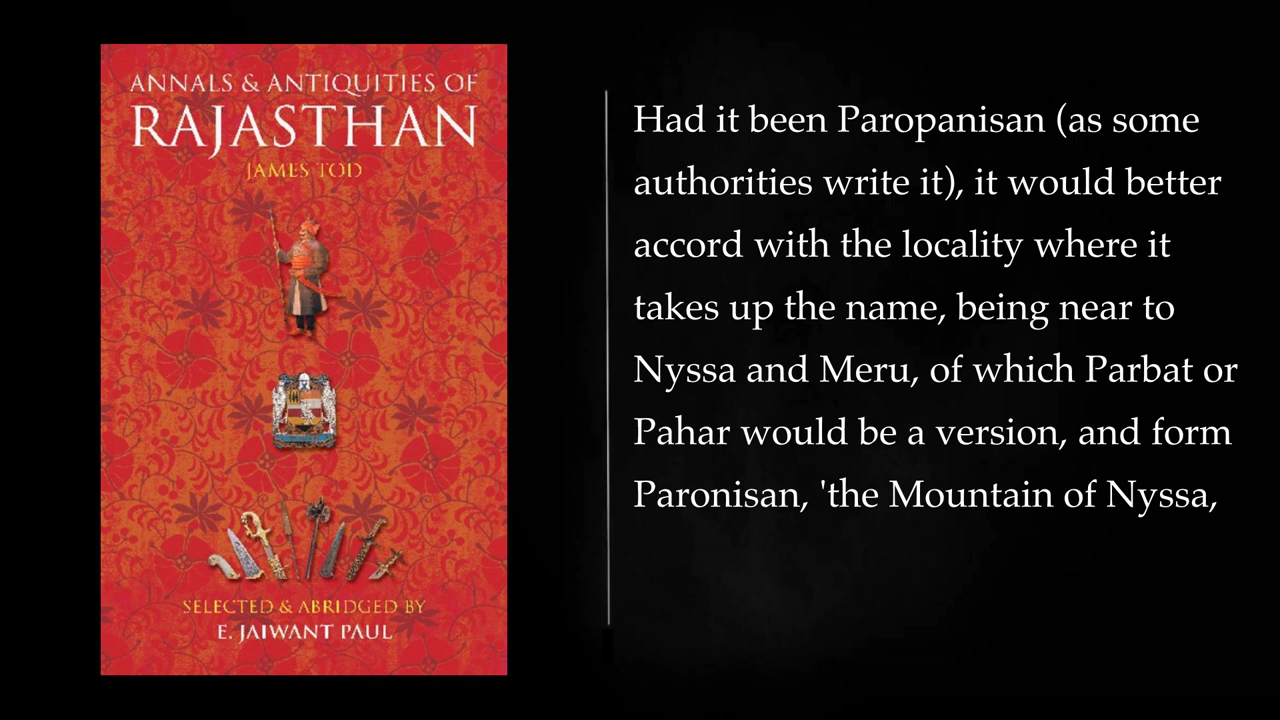 ANNALS & ANTIQUITIES OF
RAJASTHAN
JAMES TOD
SELECTED & ABRIDGED BY
E. JAIWANT PAUL
Had it been Paropanisan (as some
authorities write it), it would better
accord with the locality where it
takes up the name, being near to
Nyssa and Meru, of which Parbat or
Pahar would be a version, and form
Paronisan, 'the Mountain of Nyssa,